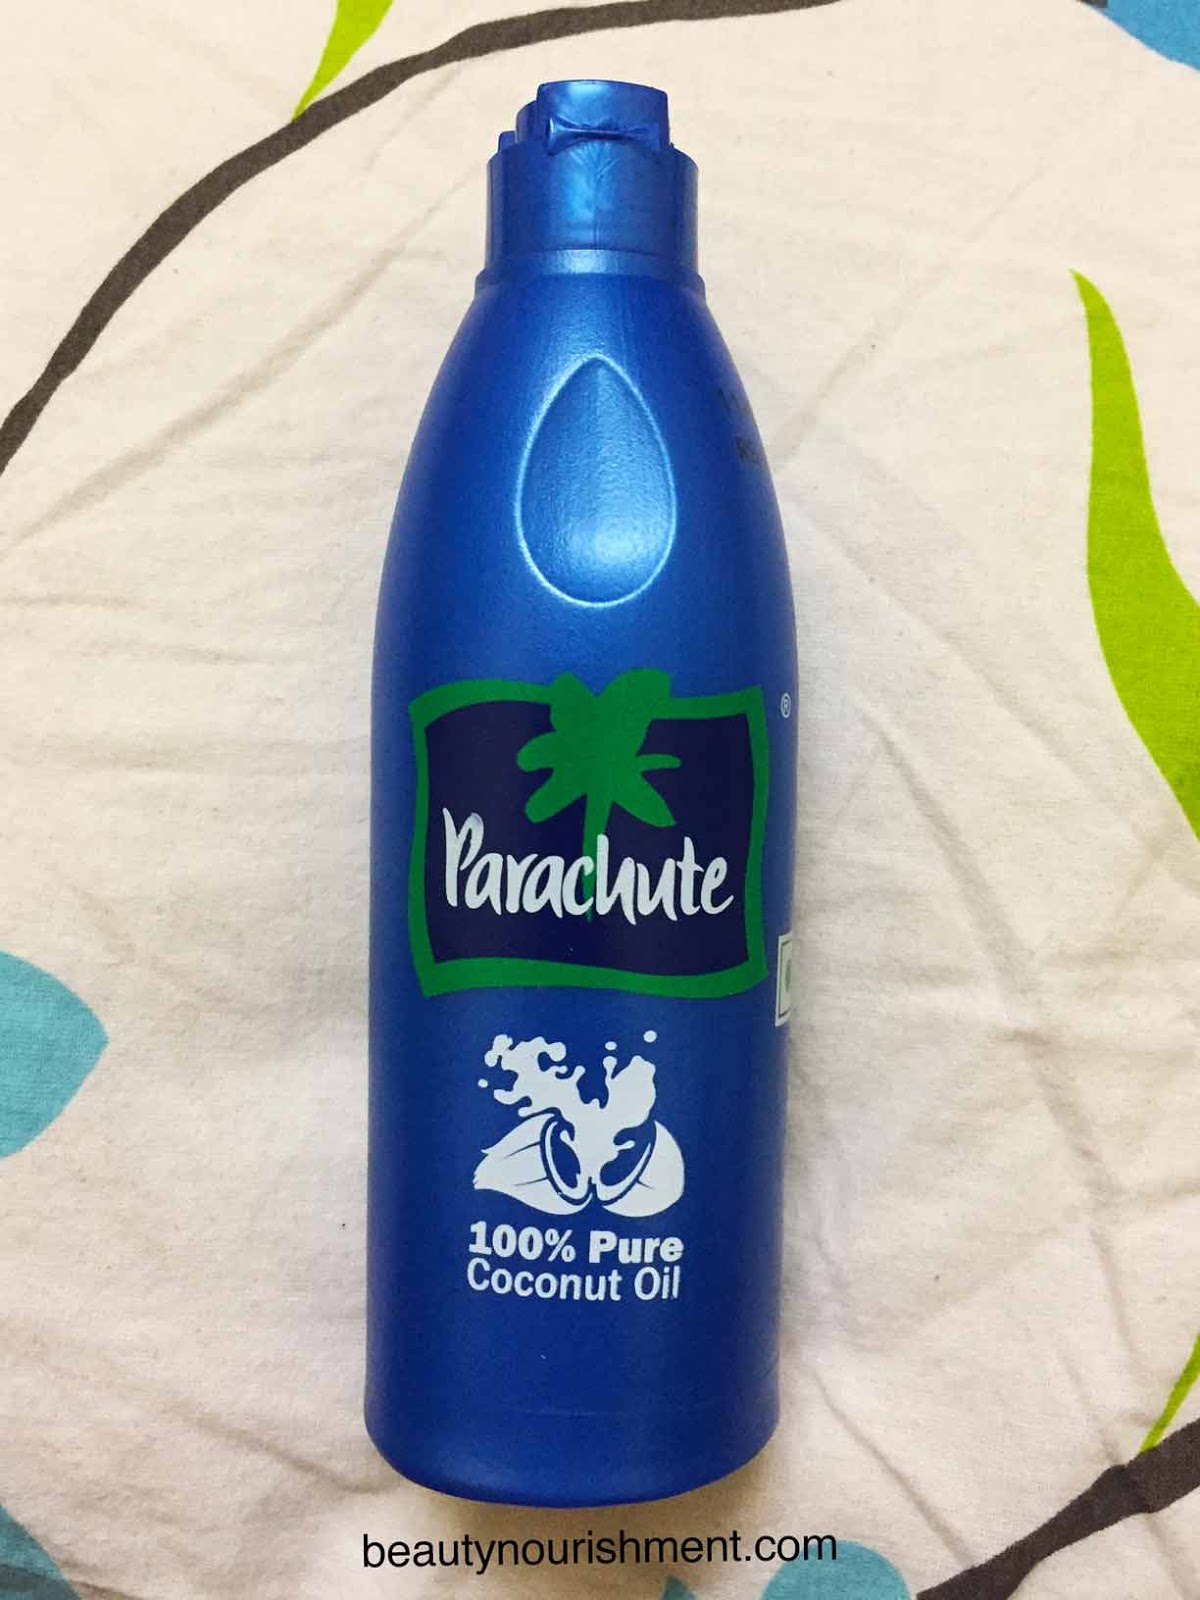 Parachute
®
100% Pure
Coconut Oil
beautynourishment.com